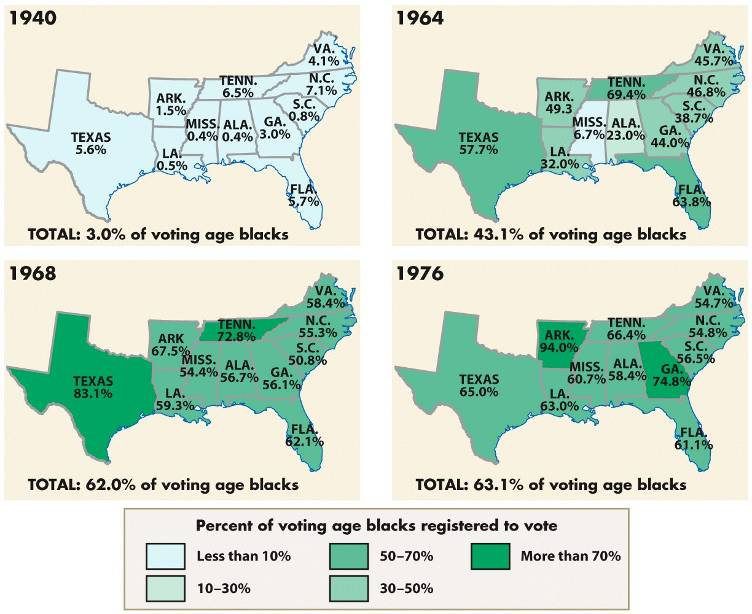 1940
VA.
4.1%
TENN.
6.5%
N.C.
7.1%
ARK.
1.5%
S.C.
0.8%
TEXAS
5.6%
MISS.
0.4%
ALA.
0.4%
GA.
3.0%
LA.
0.5%
FLA.
5.7%
TOTAL: 3.0% of voting age blacks
1964
VA.
45.7%
TENN.
69.4%
N.C.
46.8%
ARK.
49.3
S.C.
38.7%
TEXAS
57.7%
MISS.
6.7%
ALA.
23.0%
GA.
44.0%
LA.
32.0%
FLA.
63.8%
TOTAL: 43.1% of voting age blacks
1968
VA.
58.4%
TENN.
72.8%
N.C.
55.3%
ARK
67.5%
S.C.
50.8%
TEXAS
83.1%
MISS.
54.4%
ALA.
56.7%
GA.
56.1%
LA.
59.3%
FLA.
62.1%
TOTAL: 62.0% of voting age blacks
1976
VA.
54.7%
TENN.
66.4%
N.C.
54.8%
ARK.
94.0%
S.C.
56.5%
TEXAS
65.0%
MISS.
60.7%
ALA.
58.4%
GA.
74.8%
LA.
63.0%
FLA.
61.1%
TOTAL: 63.1% of voting age blacks
Percent of voting age blacks registered to vote
Less than 10%
50–70%
More than 70%
10–30%
30–50%